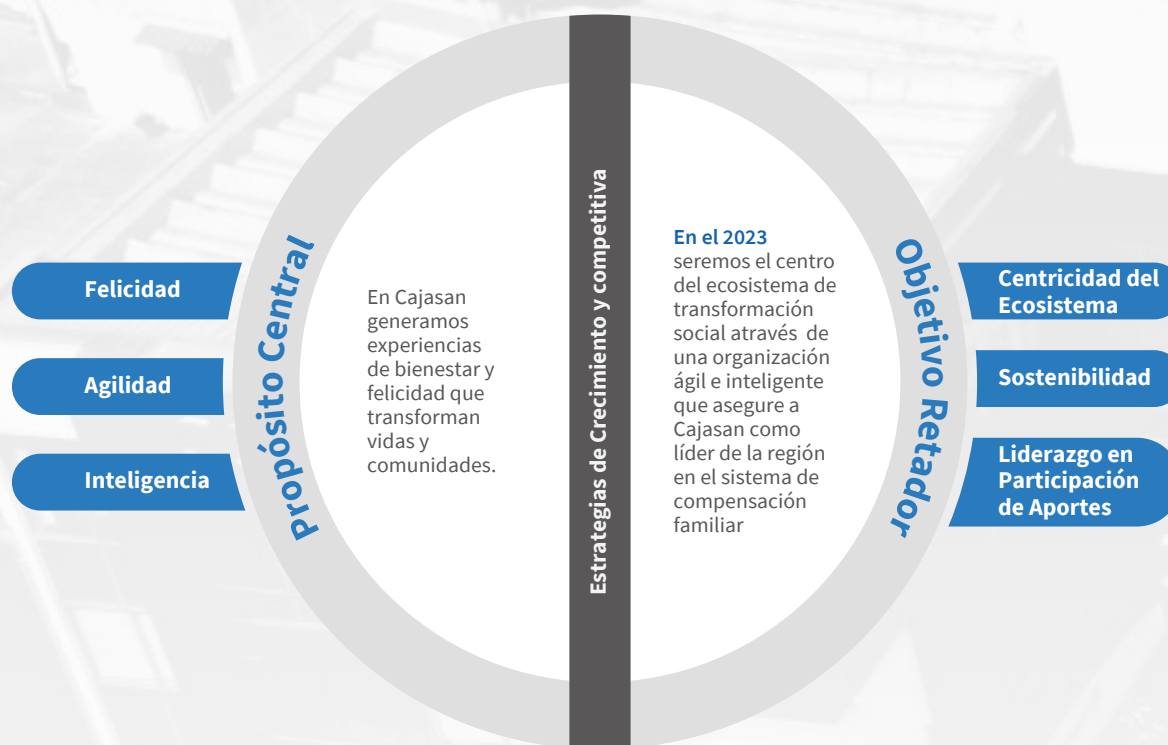 Felicidad
Agilidad
Inteligencia
Propósito Central
En Cajasan
generamos
experiencias
de bienestar y
felicidad que
transforman
vidas y
comunidades.
Estrategias de Crecimiento y competitiva
En el 2023
seremos el centro
del ecosistema de
transformación
social através  de
una organización
ágil e inteligente
que asegure a
Cajasan como
líder de la región
en el sistema de
compensación
familiar
Objetivo Retador
Centricidad del
Ecosistema
Sostenibilidad
Liderazgo en
Participación
de Aportes